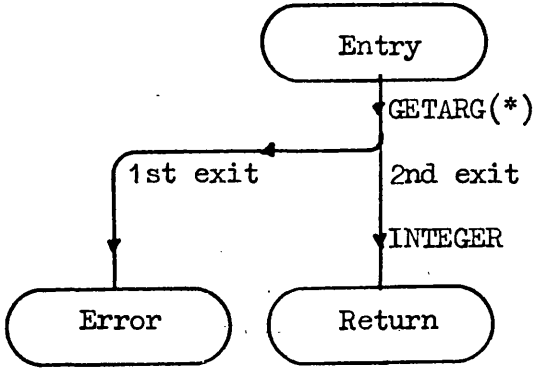 Entry
GETARG(*)
1st exit
2nd exit
INTEGER
Error
Return